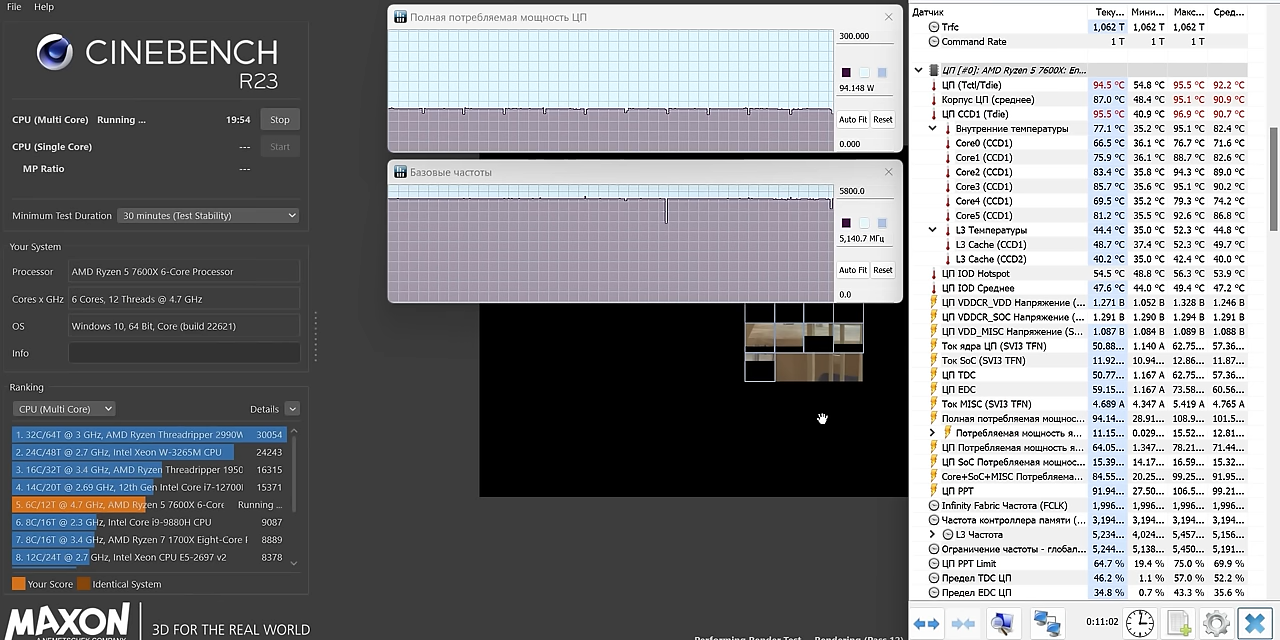 File Help
CINEBENCH
R23
CPU (Multi Core) Running ... 19:54 Stop
CPU (Single Core) --- Start
MP Ratio ---
Minimum Test Duration 30 minutes (Test Stability)
Your System
Processor AMD Ryzen 5 7600X 6-Core Processor
Cores x GHz 6 Cores, 12 Threads @ 4.7 GHz
OS Windows 10, 64 Bit, Core (build 22621)
Info
Ranking
CPU (Multi Core) Details
1. 32C/64T @ 3 GHz, AMD Ryzen Threadripper 2990W 30054
2. 24C/48T @ 2.7 GHz, Intel Xeon W-3265M CPU 24243
3. 16C/32T @ 3.4 GHz, AMD Ryzen Threadripper 1950 16315
4. 14C/20T @ 2.69 GHz, 12th Gen Intel Core i7-12700 15371
5. 6C/12T @ 4.7 GHz, AMD Ryzen 5 7600X 6-Core Running ...
6. 8C/16T @ 2.3 GHz, Intel Core i9-9880H CPU 9087
7. 8C/16T @ 3.4 GHz, AMD Ryzen 7 1700X Eight-Core 8889
8. 12C/24T @ 2.7 GHz, Intel Xeon CPU E5-2697 v2 8378
Your Score Identical System
MAXON
A NEMETSCHEK COMPANY
3D FOR THE REAL WORLD
Полная потребляемая мощность ЦП
300.000
94.148 W
Auto Fit Reset
0.000
Базовые частоты
5800.0
5,140.7 МГц
Auto Fit Reset
0.0
Датчик Теку... Мини... Макс... Сред...
Trfc 1,062 T 1,062 T 1,062 T
Command Rate 1 T 1 T 1 T
ЦП [#0]: AMD Ryzen 5 7600X: En...
ЦП (Tctl/Tdie) 94.5 °C 54.8 °C 95.5 °C 92.2 °C
Корпус ЦП (среднее) 87.0 °C 48.4 °C 95.1 °C 90.9 °C
ЦП CCD1 (Tdie) 95.5 °C 40.9 °C 96.9 °C 90.7 °C
Внутренние температуры 77.1 °C 35.2 °C 95.1 °C 82.4 °C
Core0 (CCD1) 66.5 °C 36.1 °C 76.7 °C 71.6 °C
Core1 (CCD1) 75.9 °C 36.1 °C 88.7 °C 82.6 °C
Core2 (CCD1) 83.4 °C 35.8 °C 94.3 °C 89.0 °C
Core3 (CCD1) 85.7 °C 35.6 °C 95.1 °C 90.2 °C
Core4 (CCD1) 69.5 °C 35.2 °C 79.3 °C 74.2 °C
Core5 (CCD1) 81.2 °C 35.5 °C 92.6 °C 86.8 °C
L3 Температуры 44.4 °C 35.0 °C 52.3 °C 44.8 °C
L3 Cache (CCD1) 48.7 °C 37.4 °C 52.3 °C 49.7 °C
L3 Cache (CCD2) 40.2 °C 35.0 °C 42.4 °C 40.0 °C
ЦП IOD Hotspot 54.5 °C 48.8 °C 56.3 °C 53.9 °C
ЦП IOD Среднее 47.6 °C 44.0 °C 49.4 °C 47.2 °C
ЦП VDDCR_VDD Напряжение (... 1.271 В 1.052 В 1.328 В 1.246 В
ЦП VDDCR_SOC Напряжение (... 1.291 В 1.290 В 1.294 В 1.291 В
ЦП VDD_MISC Напряжение (S... 1.087 В 1.084 В 1.089 В 1.088 В
Ток ядра ЦП (SVI3 TFN) 50.88... 1.140 A 62.75... 57.36...
Ток SoC (SVI3 TFN) 11.92... 10.94... 12.86... 11.87...
ЦП TDC 50.77... 1.167 A 62.75... 57.36...
ЦП EDC 59.15... 1.167 A 73.58... 60.56...
Ток MISC (SVI3 TFN) 4.689 A 4.347 A 5.419 A 4.765 A
Полная потребляемая мощнос... 94.14... 28.91... 108.9... 101.5...
Потребляемая мощность я... 11.15... 0.029... 15.52... 12.81...
ЦП Потребляемая мощность я... 64.05... 1.347... 78.21... 71.44...
ЦП SoC Потребляемая мощнос... 15.39... 14.17... 16.59... 15.32...
Core+SoC+MISC Потребляема... 84.55... 20.25... 99.25... 91.95...
ЦП PPT 91.94... 27.50... 106.5... 99.21...
Infinity Fabric Частота (FCLK) 1,996... 1,996... 1,996... 1,996...
Частота контроллера памяти (... 3,194... 3,194... 3,194... 3,194...
L3 Частота 5,234... 4,024... 5,457... 5,156...
Ограничение частоты - глобал... 5,244... 5,138... 5,450... 5,191...
ЦП PPT Limit 64.7 % 19.4 % 75.0 % 69.9 %
Предел TDC ЦП 46.2 % 1.1 % 57.0 % 52.2 %
Предел EDC ЦП 34.8 % 0.7 % 43.3 % 35.6 %
0:11:02